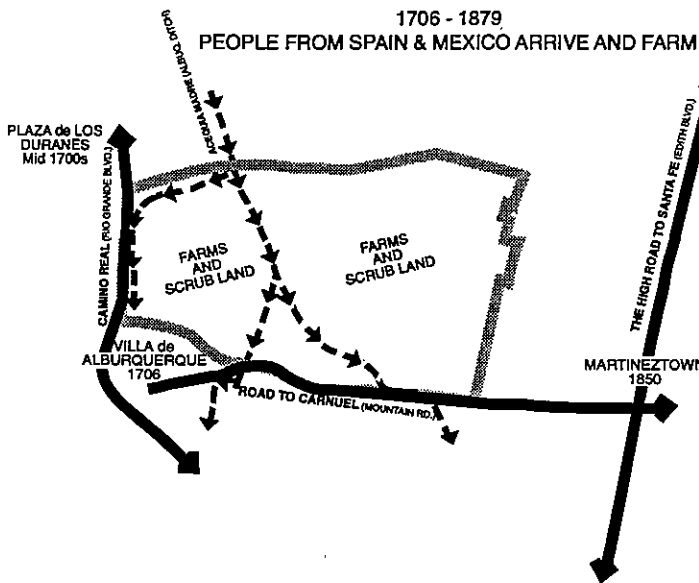 1706 - 1879
PEOPLE FROM SPAIN & MEXICO ARRIVE AND FARM
ACEQUIA MADRE (ALBUQ. DITCH)
PLAZA de LOS
DURANES
Mid 1700s
CAMINO REAL (RIO GRANDE BLVD.)
FARMS
AND
SCRUB LAND
FARMS
AND
SCRUB LAND
THE HIGH ROAD TO SANTA FE (EDITH BLVD.)
VILLA de
ALBURQUERQUE
1706
ROAD TO CARNUEL (MOUNTAIN RD.)
MARTINEZTOWN
1850